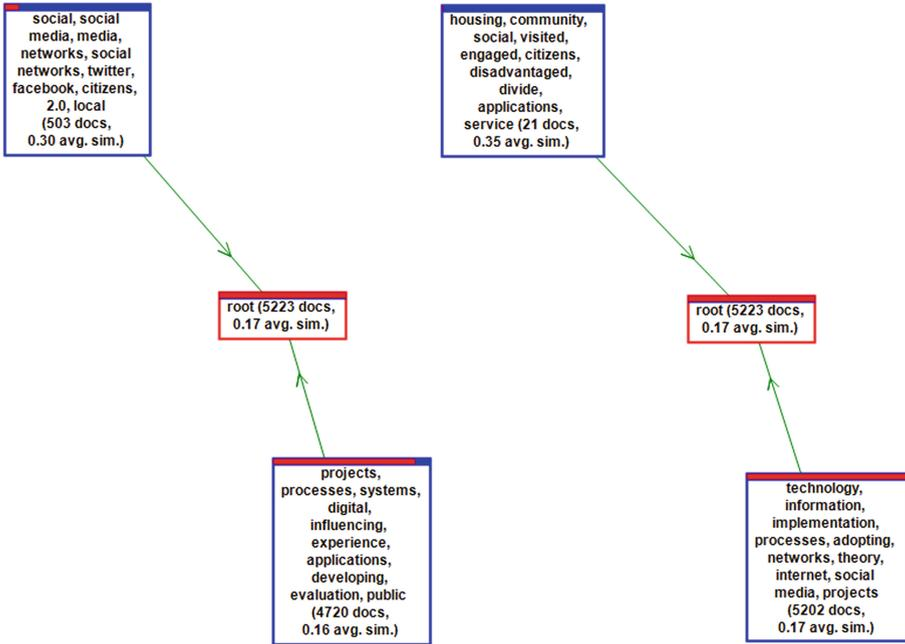 social, social
media, media,
networks, social
networks, twitter,
facebook, citizens,
2.0, local
(503 docs,
0.30 avg. sim.)
housing, community,
social, visited,
engaged, citizens,
disadvantaged,
divide,
applications,
service (21 docs,
0.35 avg. sim.)
root (5223 docs,
0.17 avg. sim.)
root (5223 docs,
0.17 avg. sim.)
projects,
processes, systems,
digital,
influencing,
experience,
applications,
developing,
evaluation, public
(4720 docs,
0.16 avg. sim.)
technology,
information,
implementation,
processes, adopting,
networks, theory,
internet, social
media, projects
(5202 docs,
0.17 avg. sim.)